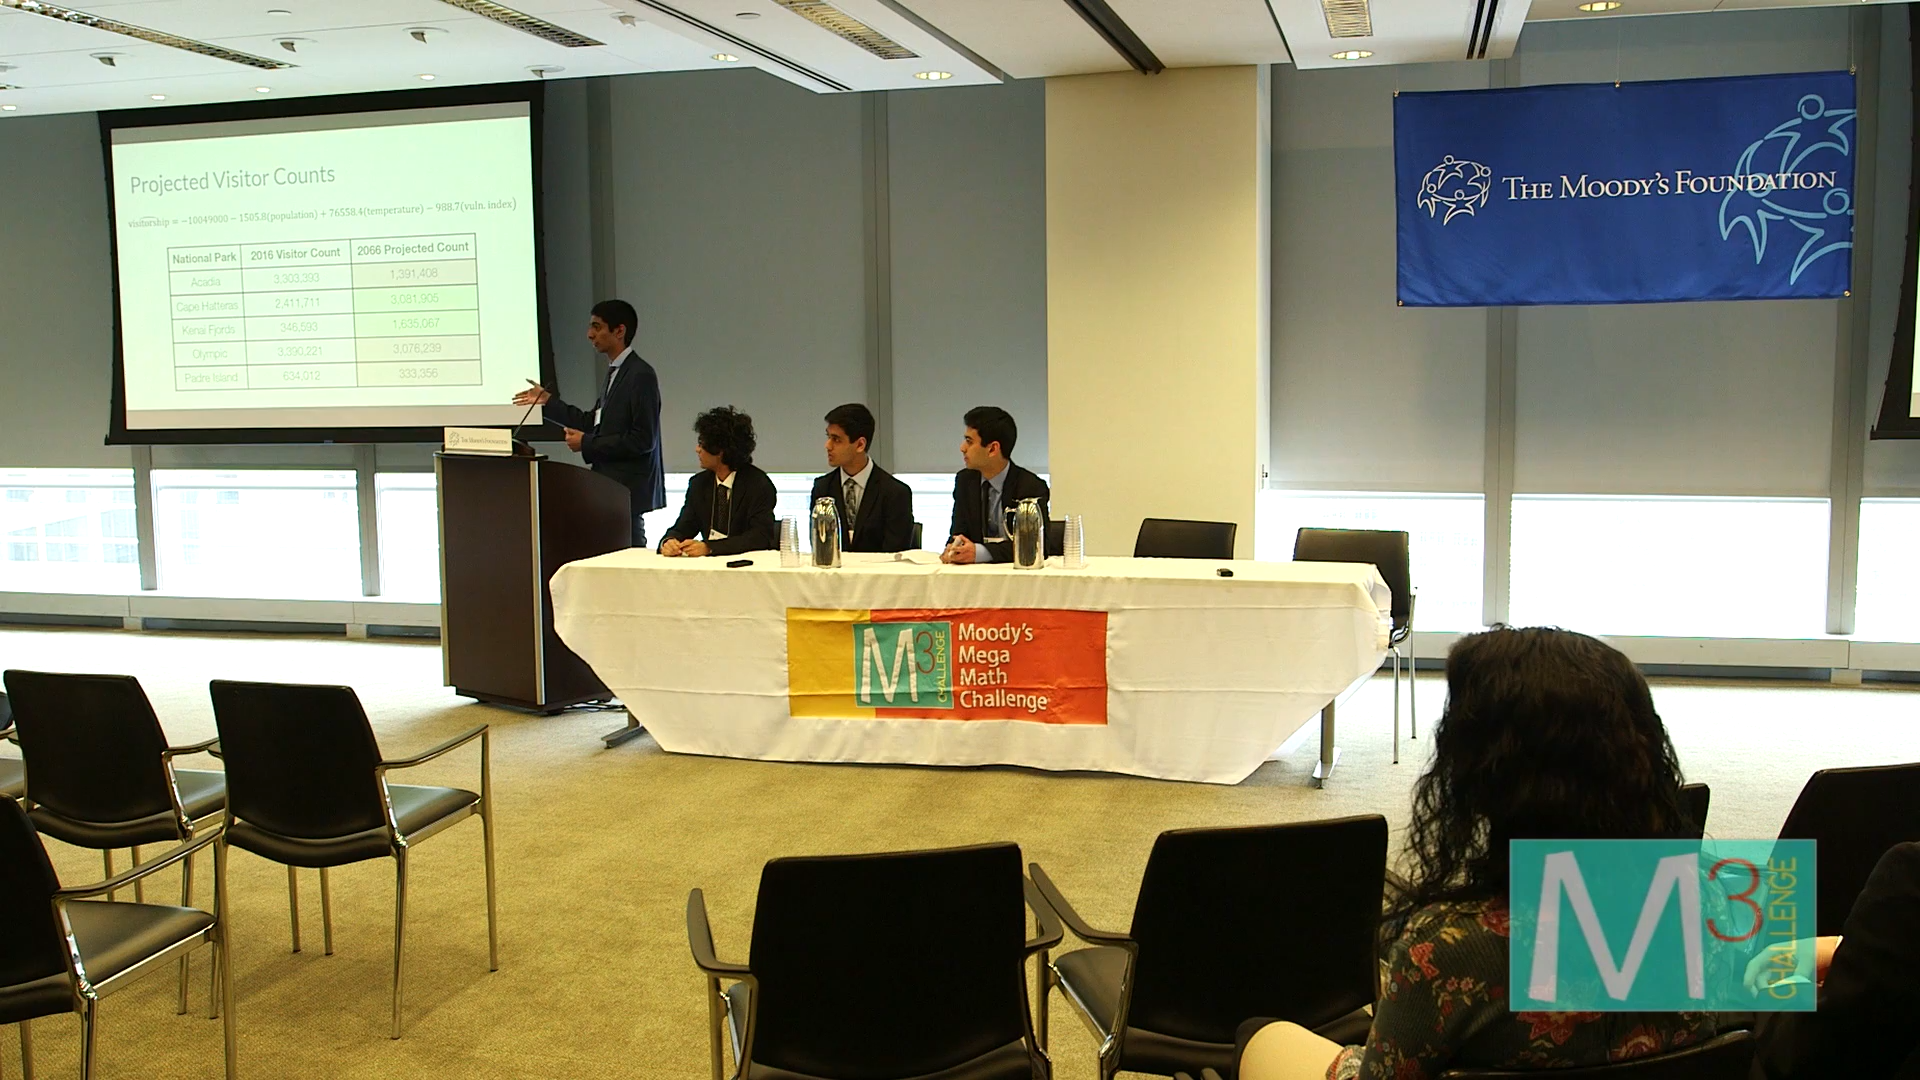 Projected Visitor Counts
visitorship = −10049000 − 1505.8(population) + 76558.4(temperature) − 988.7(vuln. index)
National Park 2016 Visitor Count 2066 Projected Count
Acadia 3,303,393 1,391,408
Cape Hatteras 2,411,711 3,081,905
Kenai Fjords 346,593 1,635,067
Olympic 3,390,221 3,076,239
Padre Island 634,012 333,356
THE MOODY'S FOUNDATION
THE MOODY'S FOUNDATION
M3
CHALLENGE
Moody's
Mega
Math
Challenge
M3
CHALLENGE